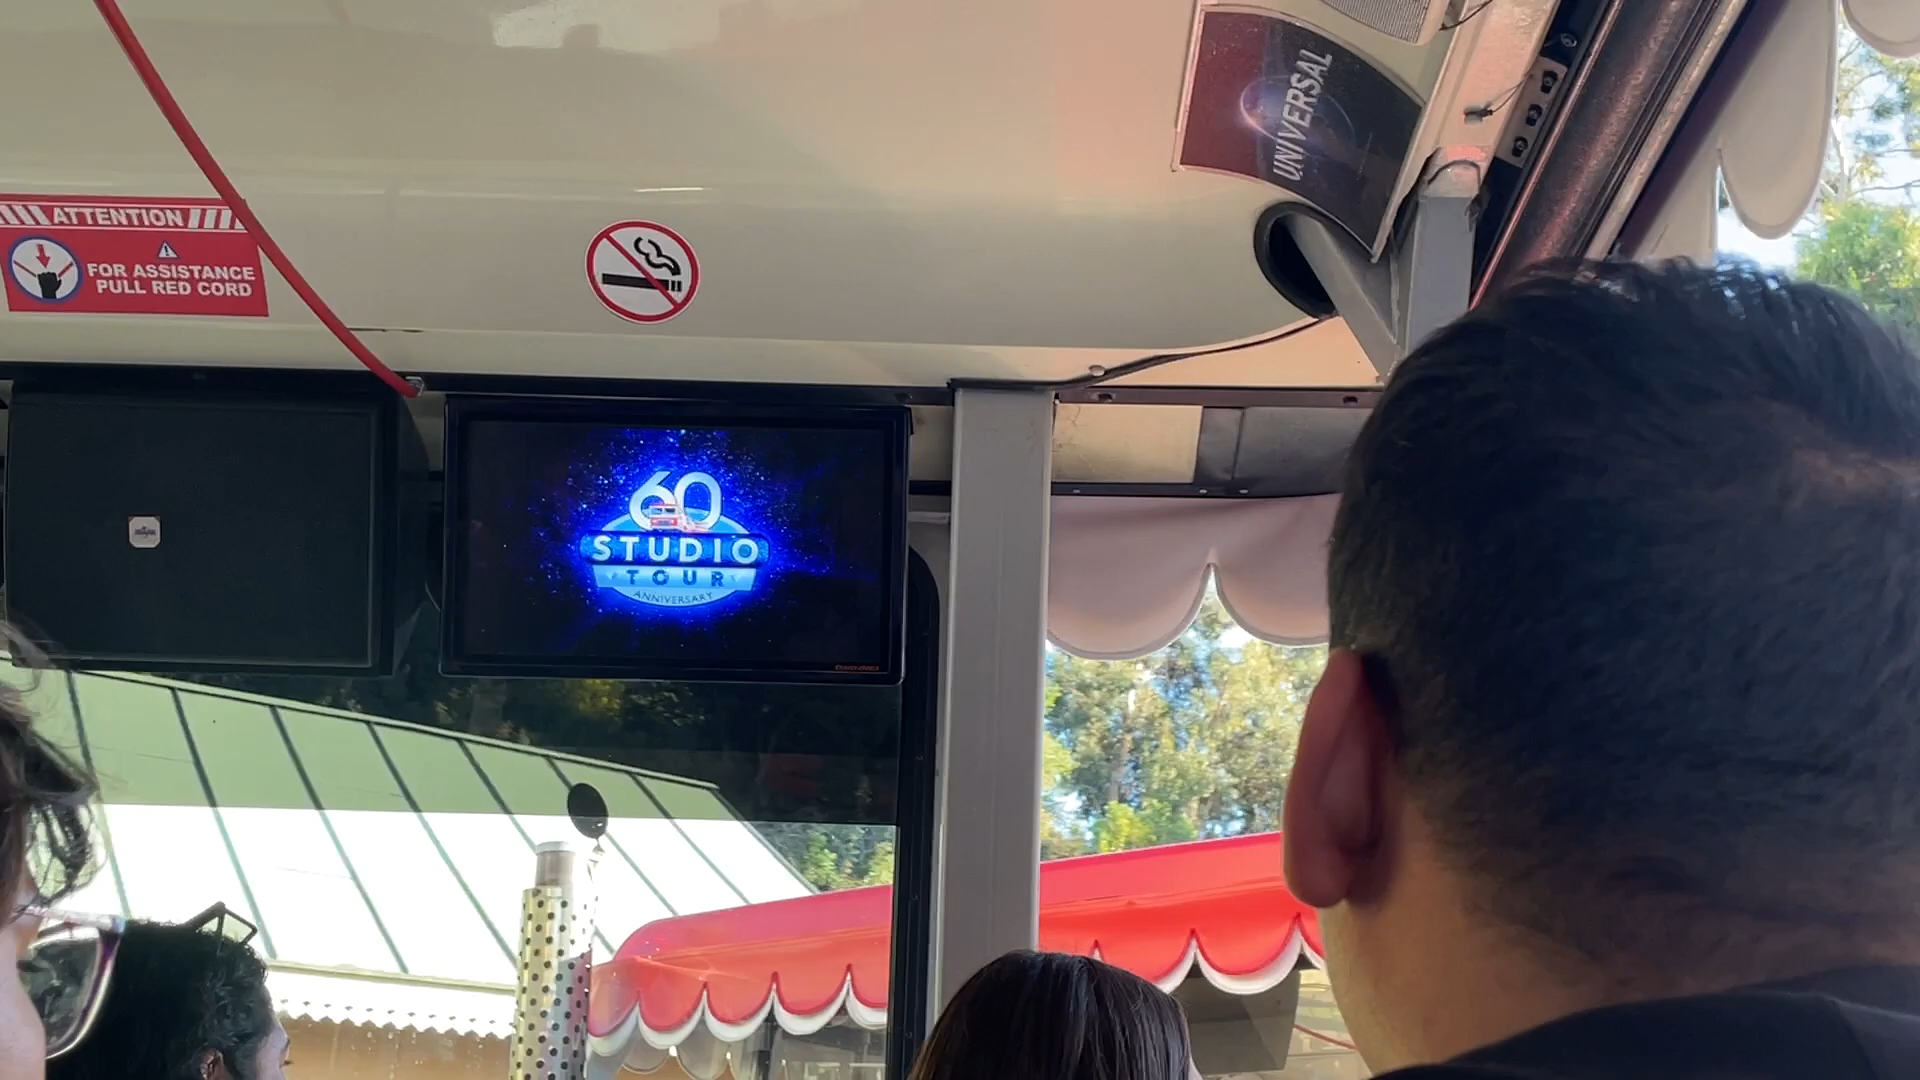 UNIVERSAL
ATTENTION
FOR ASSISTANCE
PULL RED CORD
60
STUDIO
TOUR
ANNIVERSARY